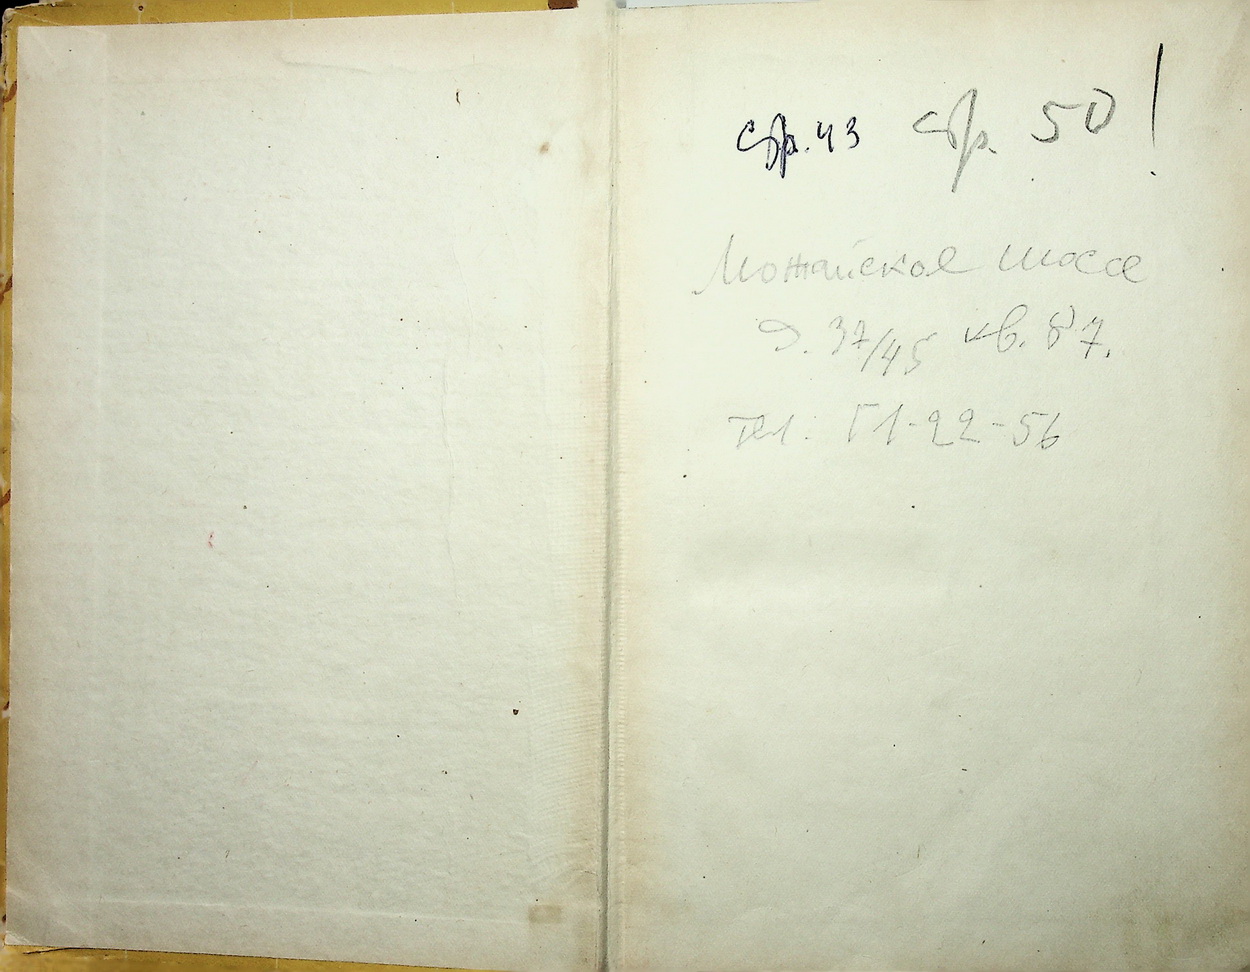 стр. 43 стр. 50!
Можайское шоссе
д. 37/45 кв. 87.
тел. Г1-22-56